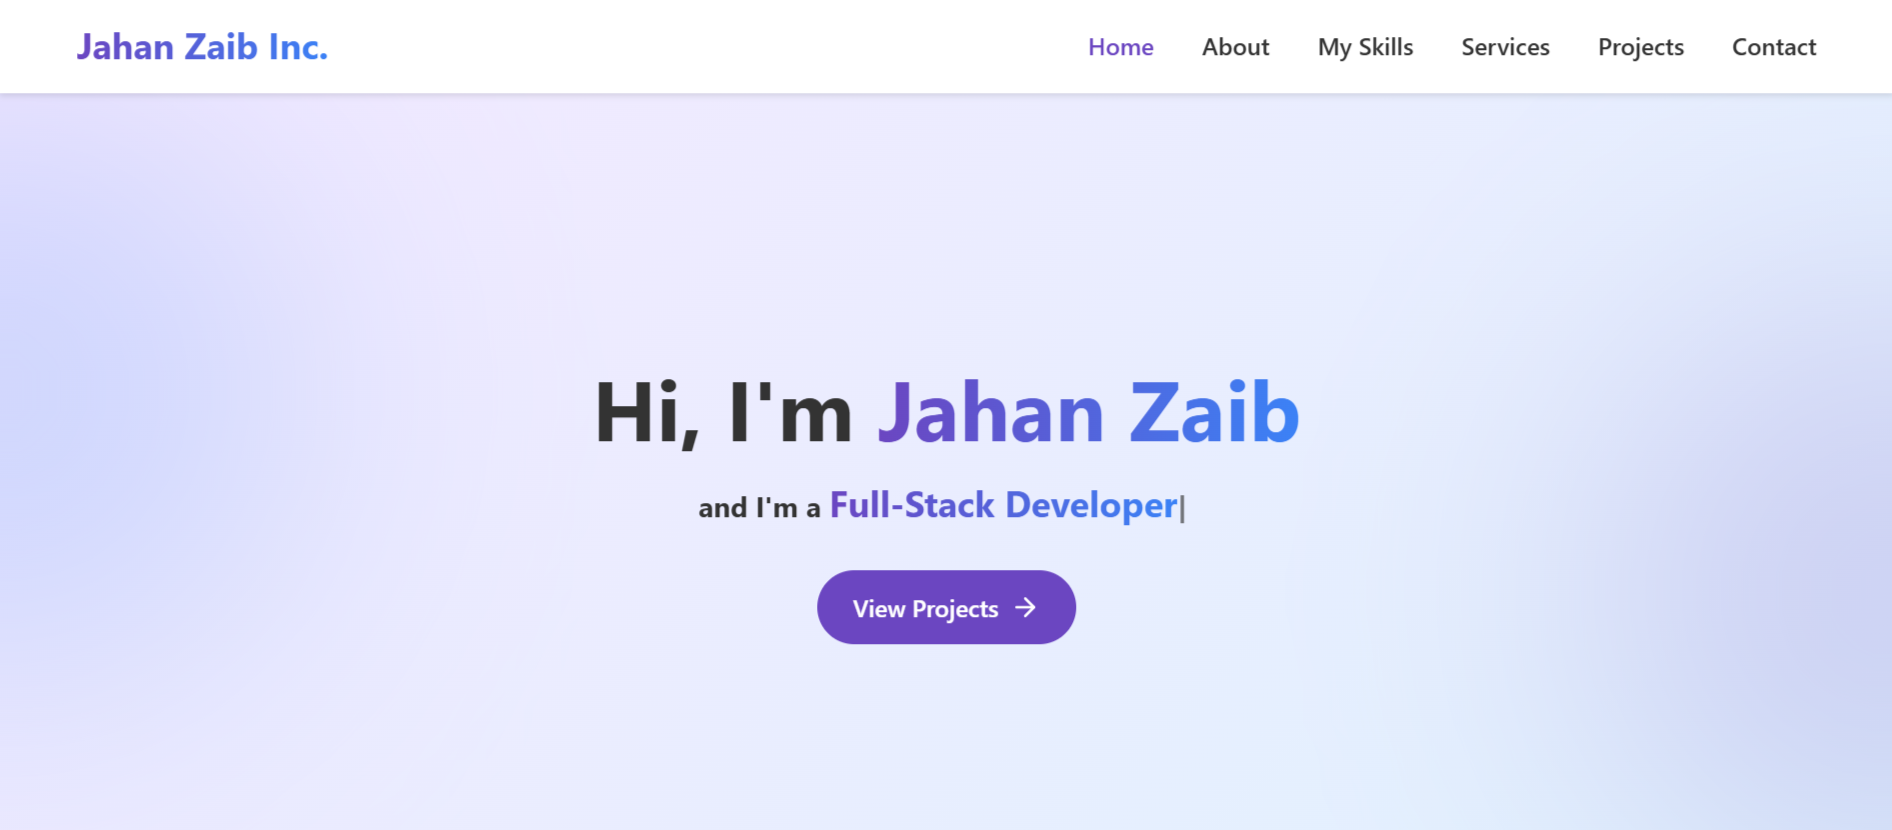 Jahan Zaib Inc.
Home About My Skills Services Projects Contact
Hi, I'm Jahan Zaib
and I'm a Full-Stack Developer|
View Projects →